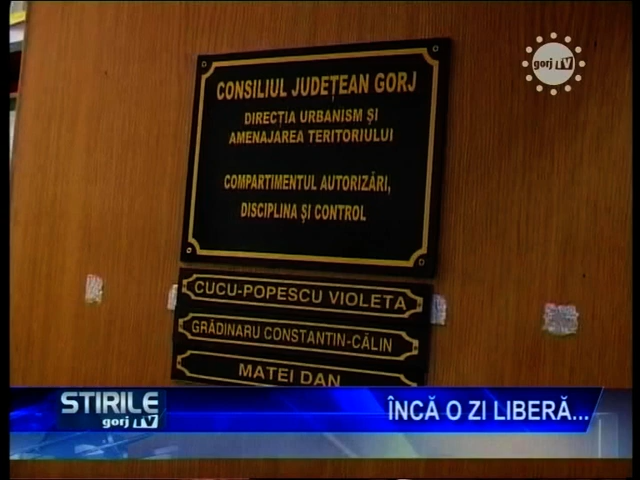 gorj TV
CONSILIUL JUDEȚEAN GORJ
DIRECȚIA URBANISM ȘI
AMENAJAREA TERITORIULUI
COMPARTIMENTUL AUTORIZĂRI,
DISCIPLINA ȘI CONTROL
CUCU-POPESCU VIOLETA
GRĂDINARU CONSTANTIN-CĂLIN
MATEI DAN
STIRILE
gorj TV
ÎNCĂ O ZI LIBERĂ...